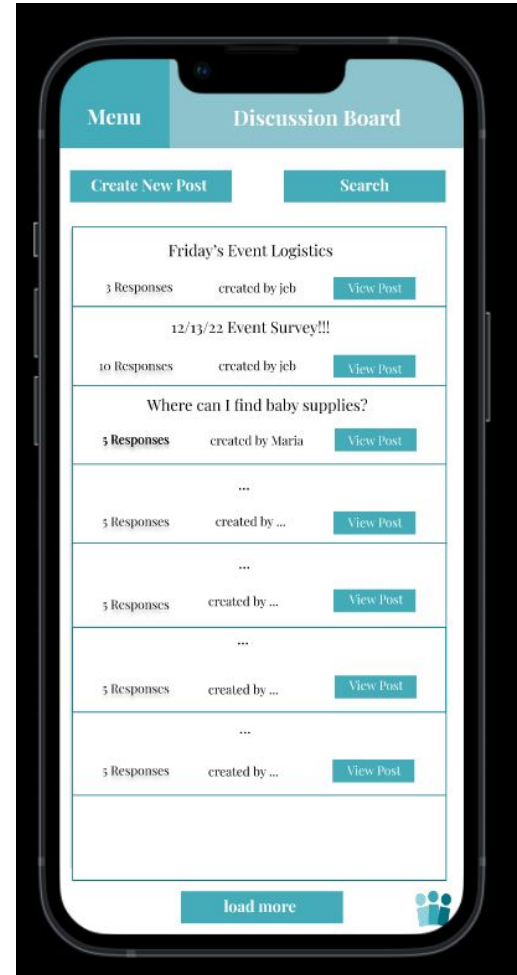 Menu
Discussion Board
Create New Post
Search
Friday's Event Logistics
3 Responses created by jeb View Post
12/13/22 Event Survey!!!
10 Responses created by jeb View Post
Where can I find baby supplies?
5 Responses created by Maria View Post
...
5 Responses created by ... View Post
...
5 Responses created by ... View Post
...
5 Responses created by ... View Post
...
5 Responses created by ... View Post
load more